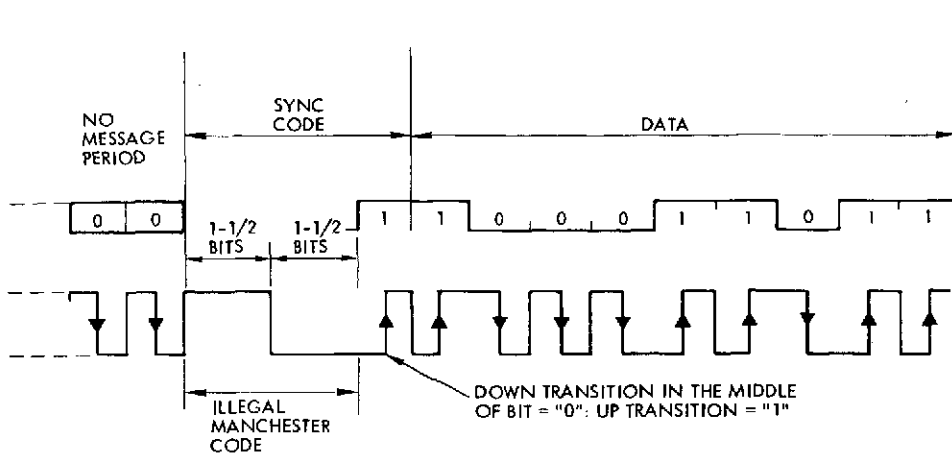 NO
MESSAGE
PERIOD
SYNC
CODE
DATA
0 0 1 1 0 0 0 1 1 0 1 1
1-1/2
BITS
1-1/2
BITS
DOWN TRANSITION IN THE MIDDLE
OF BIT = "0": UP TRANSITION = "1"
ILLEGAL
MANCHESTER
CODE